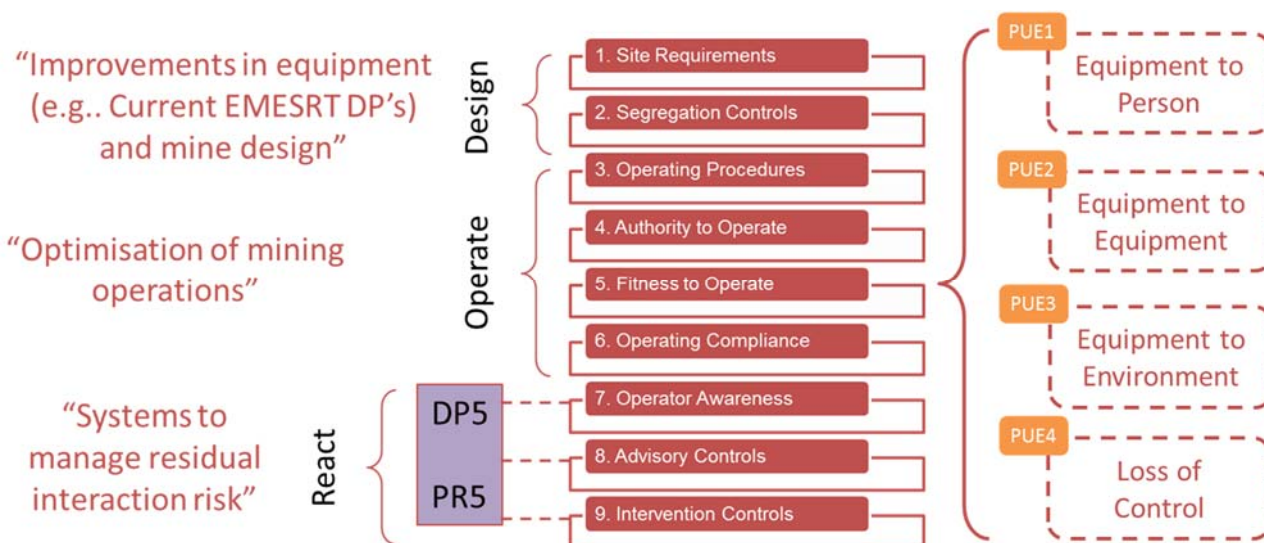 “Improvements in equipment
(e.g.. Current EMESRT DP’s)
and mine design”
“Optimisation of mining
operations”
“Systems to
manage residual
interaction risk”
Design
Operate
React
DP5
PR5
1. Site Requirements
2. Segregation Controls
3. Operating Procedures
4. Authority to Operate
5. Fitness to Operate
6. Operating Compliance
7. Operator Awareness
8. Advisory Controls
9. Intervention Controls
PUE1
Equipment to
Person
PUE2
Equipment to
Equipment
PUE3
Equipment to
Environment
PUE4
Loss of
Control